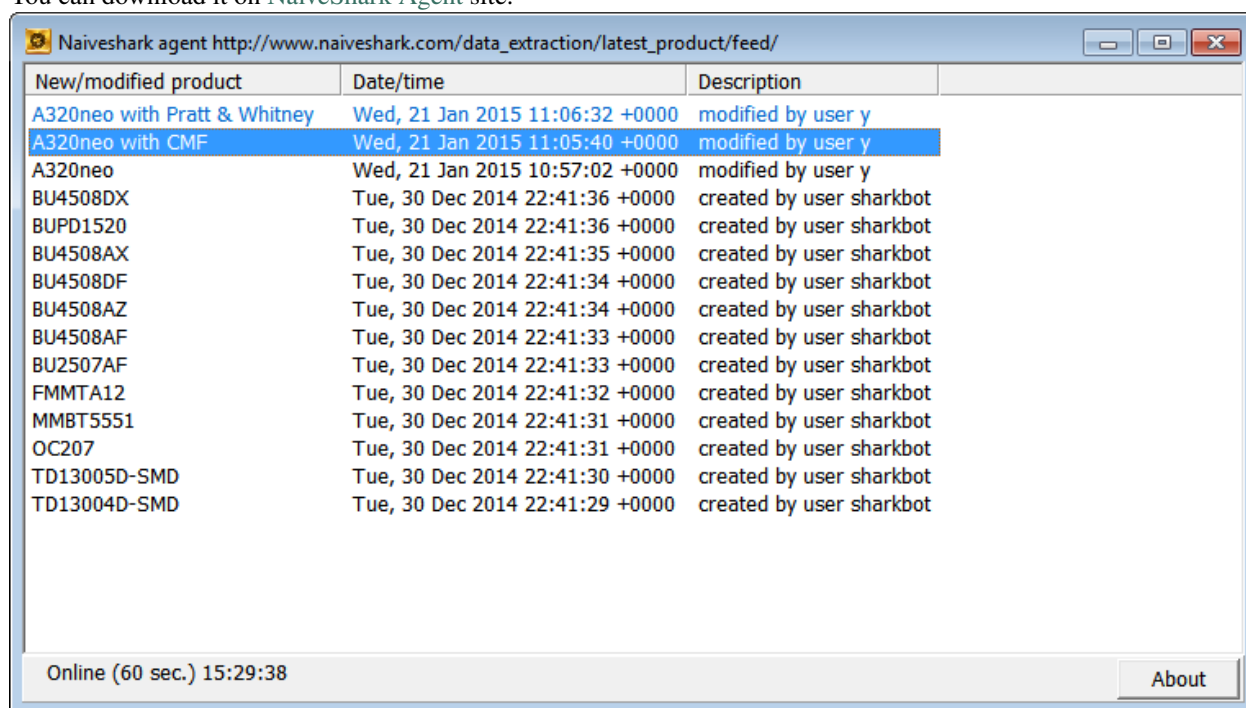 You can download it on NaiveShark Agent site.
Naiveshark agent http://www.naiveshark.com/data_extraction/latest_product/feed/
New/modified product Date/time Description
A320neo with Pratt & Whitney Wed, 21 Jan 2015 11:06:32 +0000 modified by user y
A320neo with CMF Wed, 21 Jan 2015 11:05:40 +0000 modified by user y
A320neo Wed, 21 Jan 2015 10:57:02 +0000 modified by user y
BU4508DX Tue, 30 Dec 2014 22:41:36 +0000 created by user sharkbot
BUPD1520 Tue, 30 Dec 2014 22:41:36 +0000 created by user sharkbot
BU4508AX Tue, 30 Dec 2014 22:41:35 +0000 created by user sharkbot
BU4508DF Tue, 30 Dec 2014 22:41:34 +0000 created by user sharkbot
BU4508AZ Tue, 30 Dec 2014 22:41:34 +0000 created by user sharkbot
BU4508AF Tue, 30 Dec 2014 22:41:33 +0000 created by user sharkbot
BU2507AF Tue, 30 Dec 2014 22:41:33 +0000 created by user sharkbot
FMMTA12 Tue, 30 Dec 2014 22:41:32 +0000 created by user sharkbot
MMBT5551 Tue, 30 Dec 2014 22:41:31 +0000 created by user sharkbot
OC207 Tue, 30 Dec 2014 22:41:31 +0000 created by user sharkbot
TD13005D-SMD Tue, 30 Dec 2014 22:41:30 +0000 created by user sharkbot
TD13004D-SMD Tue, 30 Dec 2014 22:41:29 +0000 created by user sharkbot
Online (60 sec.) 15:29:38 About